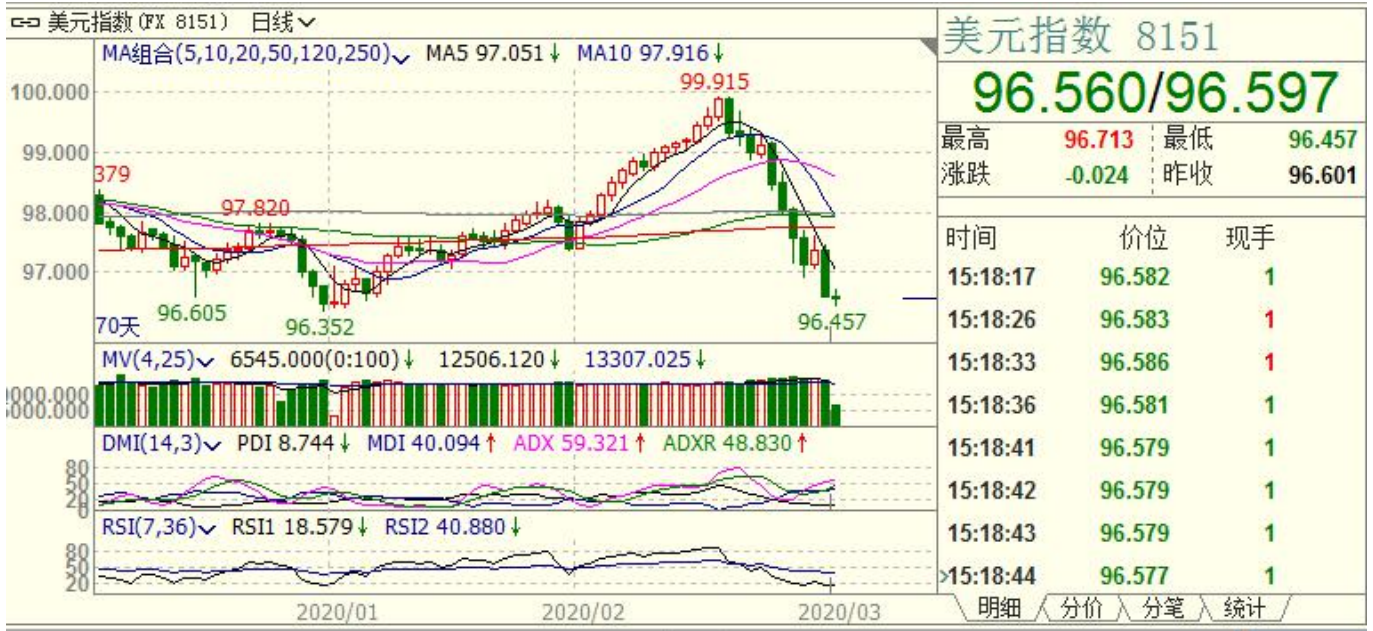 美元指数(FX 8151) 日线
MA组合(5,10,20,50,120,250) MA5 97.051↓ MA10 97.916↓
100.000
99.000
98.000
97.000
379
97.820
99.915
96.605
96.352
96.457
70天
MV(4,25) 6545.000(0:100)↓ 12506.120↓ 13307.025↓
DMI(14,3) PDI 8.744↓ MDI 40.094↑ ADX 59.321↑ ADXR 48.830↑
80
50
20
0
RSI(7,36) RSI1 18.579↓ RSI2 40.880↓
80
50
20
2020/01 2020/02 2020/03
美元指数 8151
96.560/96.597
最高 96.713 最低 96.457
涨跌 -0.024 昨收 96.601
时间 价位 现手
15:18:17 96.582 1
15:18:26 96.583 1
15:18:33 96.586 1
15:18:36 96.581 1
15:18:41 96.579 1
15:18:42 96.579 1
15:18:43 96.579 1
15:18:44 96.577 1
明细 分价 分笔 统计